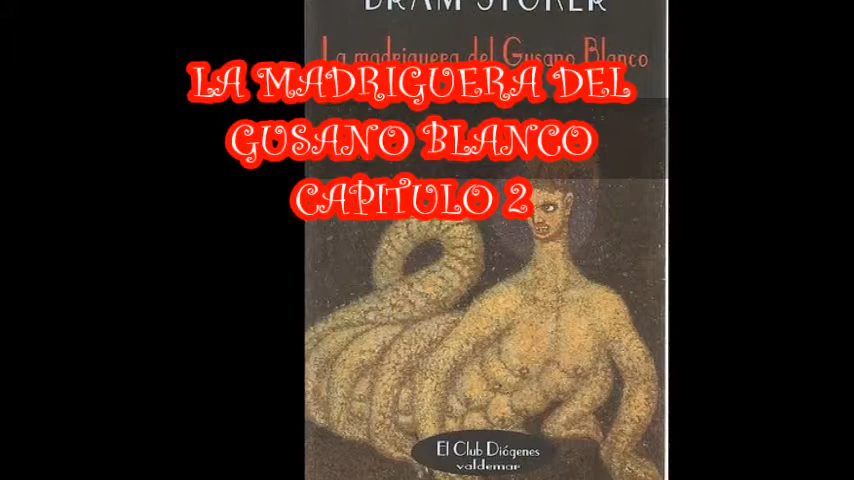 BRAM STOKER
La madriguera del Gusano Blanco
LA MADRIGUERA DEL
GUSANO BLANCO
CAPITULO 2
El Club Diógenes
valdemar